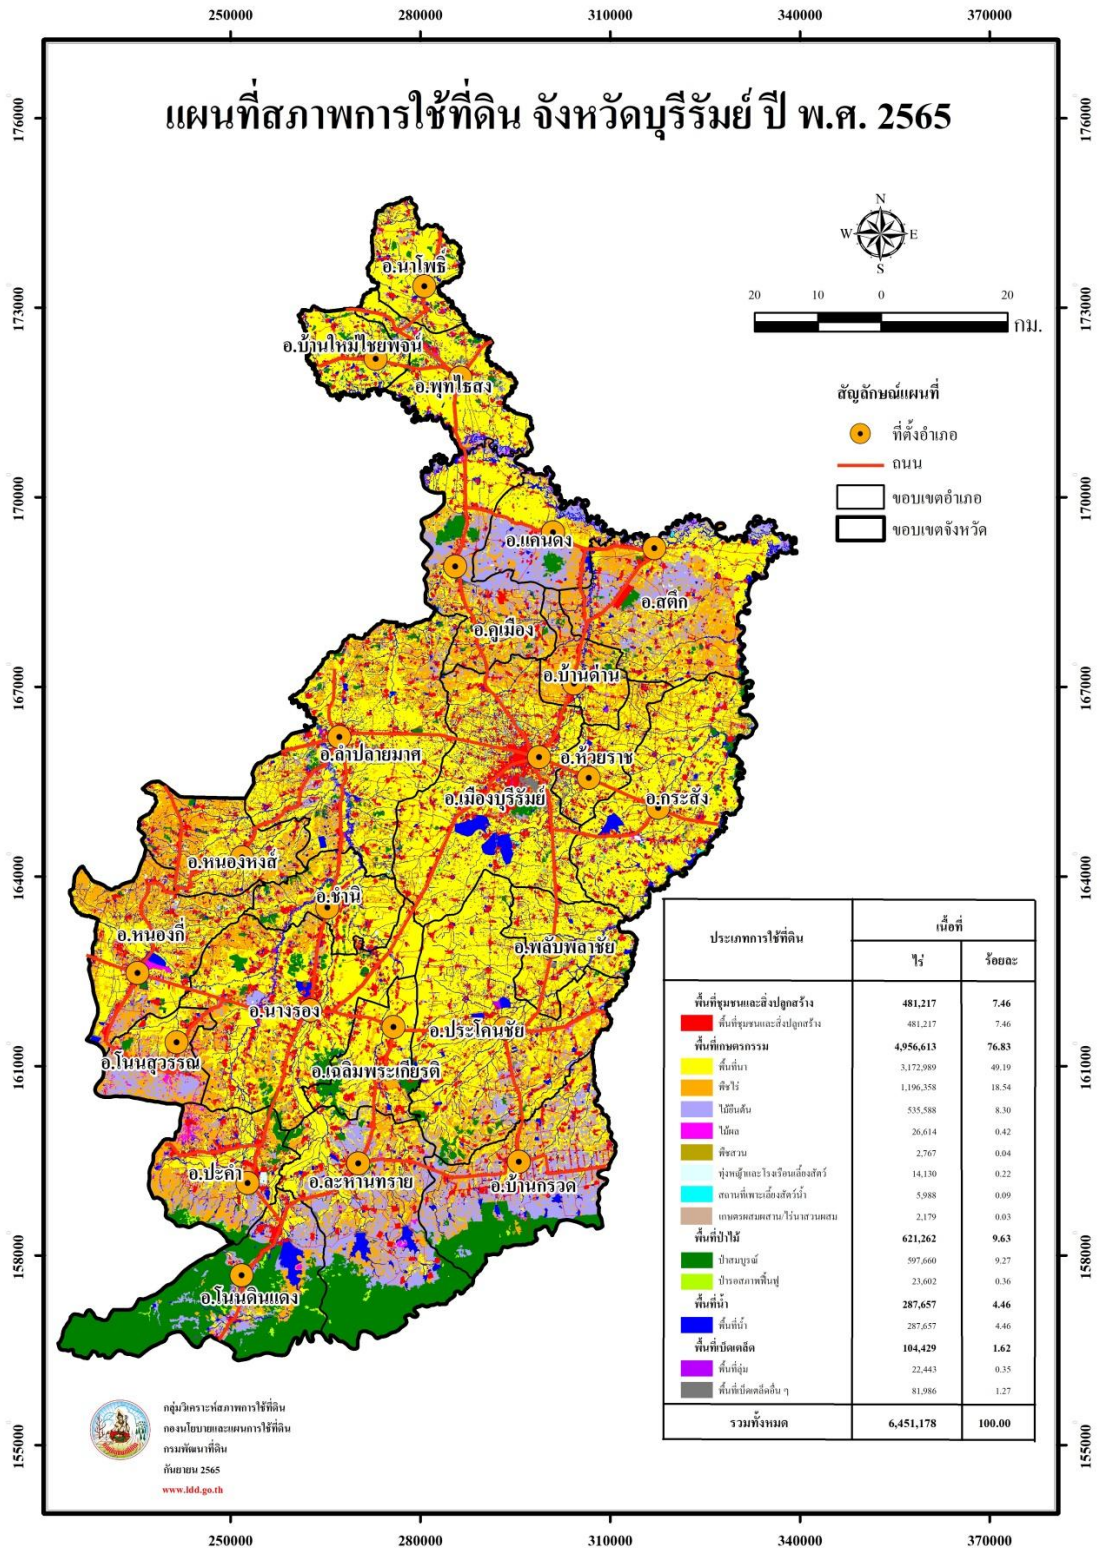 250000 280000 310000 340000 370000
แผนที่สภาพการใช้ที่ดิน จังหวัดบุรีรัมย์ ปี พ.ศ. 2565
176000 176000
N
W E
S
173000 173000
20 10 0 20
กม.
อ.นาโพธิ์
อ.บ้านใหม่ไชยพจน์
อ.พุทไธสง
สัญลักษณ์แผนที่
ที่ตั้งอำเภอ
ถนน
ขอบเขตอำเภอ
ขอบเขตจังหวัด
170000 170000
อ.แคนดง
อ.สตึก
อ.คูเมือง
อ.บ้านด่าน
167000 167000
อ.ลำปลายมาศ
อ.ห้วยราช
อ.เมืองบุรีรัมย์
อ.กระสัง
อ.หนองหงส์
164000 164000
อ.ชำนิ
อ.หนองกี่
อ.พลับพลาชัย
อ.นางรอง
อ.ประโคนชัย
อ.โนนสุวรรณ
อ.เฉลิมพระเกียรติ
161000 161000
อ.ปะคำ
อ.ละหานทราย
อ.บ้านกรวด
158000 158000
อ.โนนดินแดง
ประเภทการใช้ที่ดิน เนื้อที่
ไร่ ร้อยละ
พื้นที่ชุมชนและสิ่งปลูกสร้าง 481,217 7.46
พื้นที่ชุมชนและสิ่งปลูกสร้าง 481,217 7.46
พื้นที่เกษตรกรรม 4,956,613 76.83
พื้นที่นา 3,172,989 49.19
พืชไร่ 1,196,358 18.54
ไม้ยืนต้น 535,588 8.30
ไม้ผล 26,614 0.42
พืชสวน 2,767 0.04
ทุ่งหญ้าและโรงเรือนเลี้ยงสัตว์ 14,130 0.22
สถานที่เพาะเลี้ยงสัตว์น้ำ 5,988 0.09
เกษตรผสมผสาน/ไร่นาสวนผสม 2,179 0.03
พื้นที่ป่าไม้ 621,262 9.63
ป่าสมบูรณ์ 597,660 9.27
ป่ารอสภาพฟื้นฟู 23,602 0.36
พื้นที่น้ำ 287,657 4.46
พื้นที่น้ำ 287,657 4.46
พื้นที่เบ็ดเตล็ด 104,429 1.62
พื้นที่ลุ่ม 22,443 0.35
พื้นที่เบ็ดเตล็ดอื่น ๆ 81,986 1.27
รวมทั้งหมด 6,451,178 100.00
กลุ่มวิเคราะห์สภาพการใช้ที่ดิน
กองนโยบายและแผนการใช้ที่ดิน
กรมพัฒนาที่ดิน
กันยายน 2565
www.ldd.go.th
155000 155000
250000 280000 310000 340000 370000